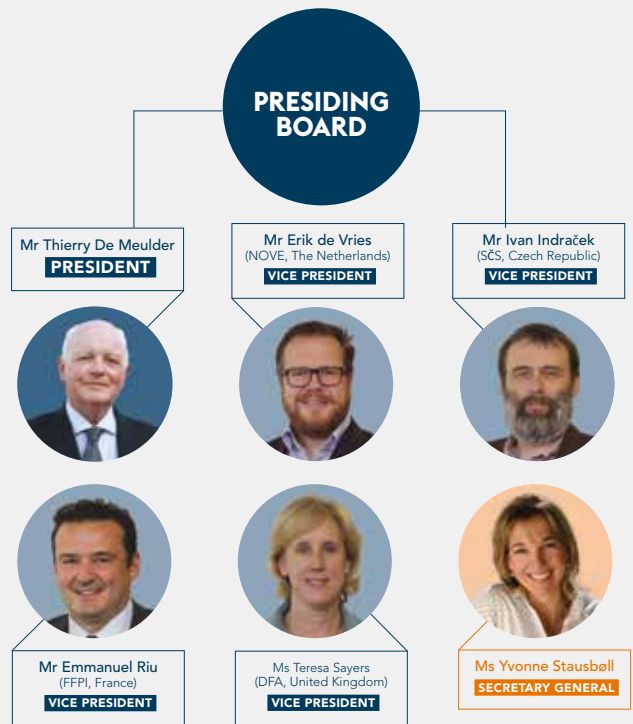 PRESIDING
BOARD
Mr Thierry De Meulder
PRESIDENT
Mr Erik de Vries
(NOVE, The Netherlands)
VICE PRESIDENT
Mr Ivan Indraček
(SČS, Czech Republic)
VICE PRESIDENT
Mr Emmanuel Riu
(FFPI, France)
VICE PRESIDENT
Ms Teresa Sayers
(DFA, United Kingdom)
VICE PRESIDENT
Ms Yvonne Stausbøll
SECRETARY GENERAL